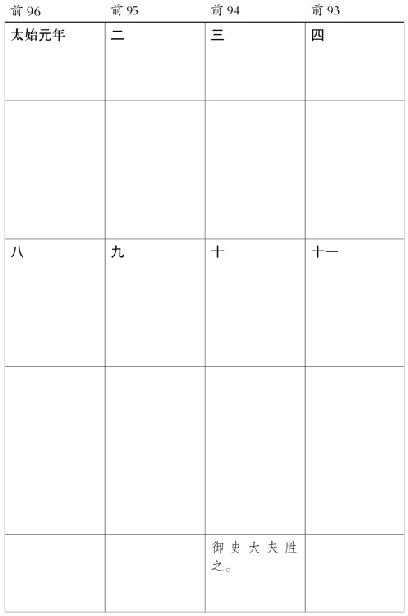 前96 前95 前94 前93
太始元年 二 三 四
八 九 十 十一
御史大夫胜
之。